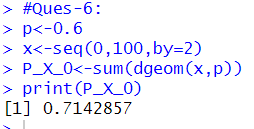 > #Ques-6:
> p<-0.6
> x<-seq(0,100,by=2)
> P_X_0<-sum(dgeom(x,p))
> print(P_X_0)
[1] 0.7142857
>